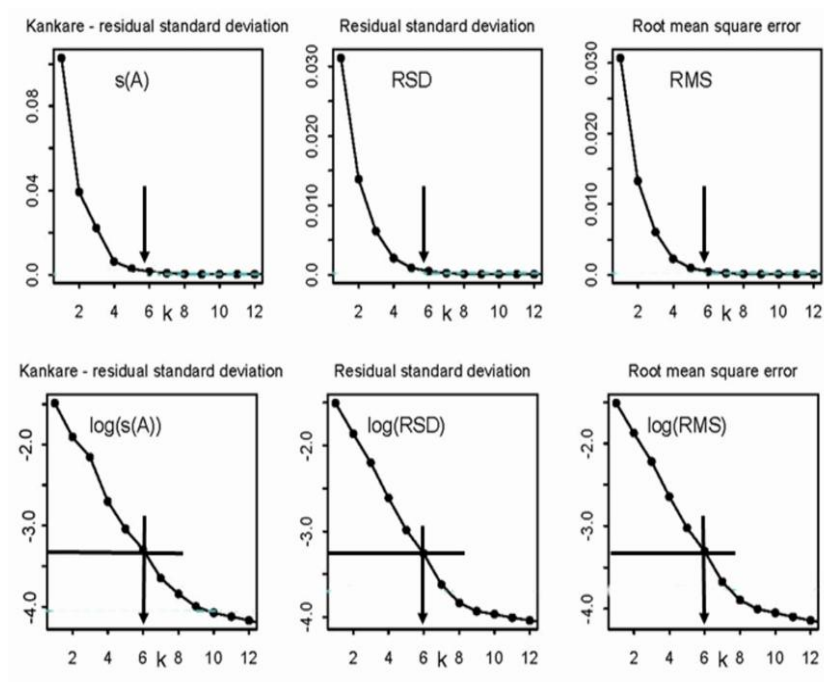 Kankare - residual standard deviation
s(A)
0.08
0.04
0.0
2 4 6 k 8 10 12
Residual standard deviation
RSD
0.030
0.020
0.010
0.0
2 4 6 k 8 10 12
Root mean square error
RMS
0.030
0.020
0.010
0.0
2 4 6 k 8 10 12
Kankare - residual standard deviation
log(s(A))
-2.0
-3.0
-4.0
2 4 6 k 8 10 12
Residual standard deviation
log(RSD)
-2.0
-3.0
-4.0
2 4 6 k 8 10 12
Root mean square error
log(RMS)
-2.0
-3.0
-4.0
2 4 6 k 8 10 12